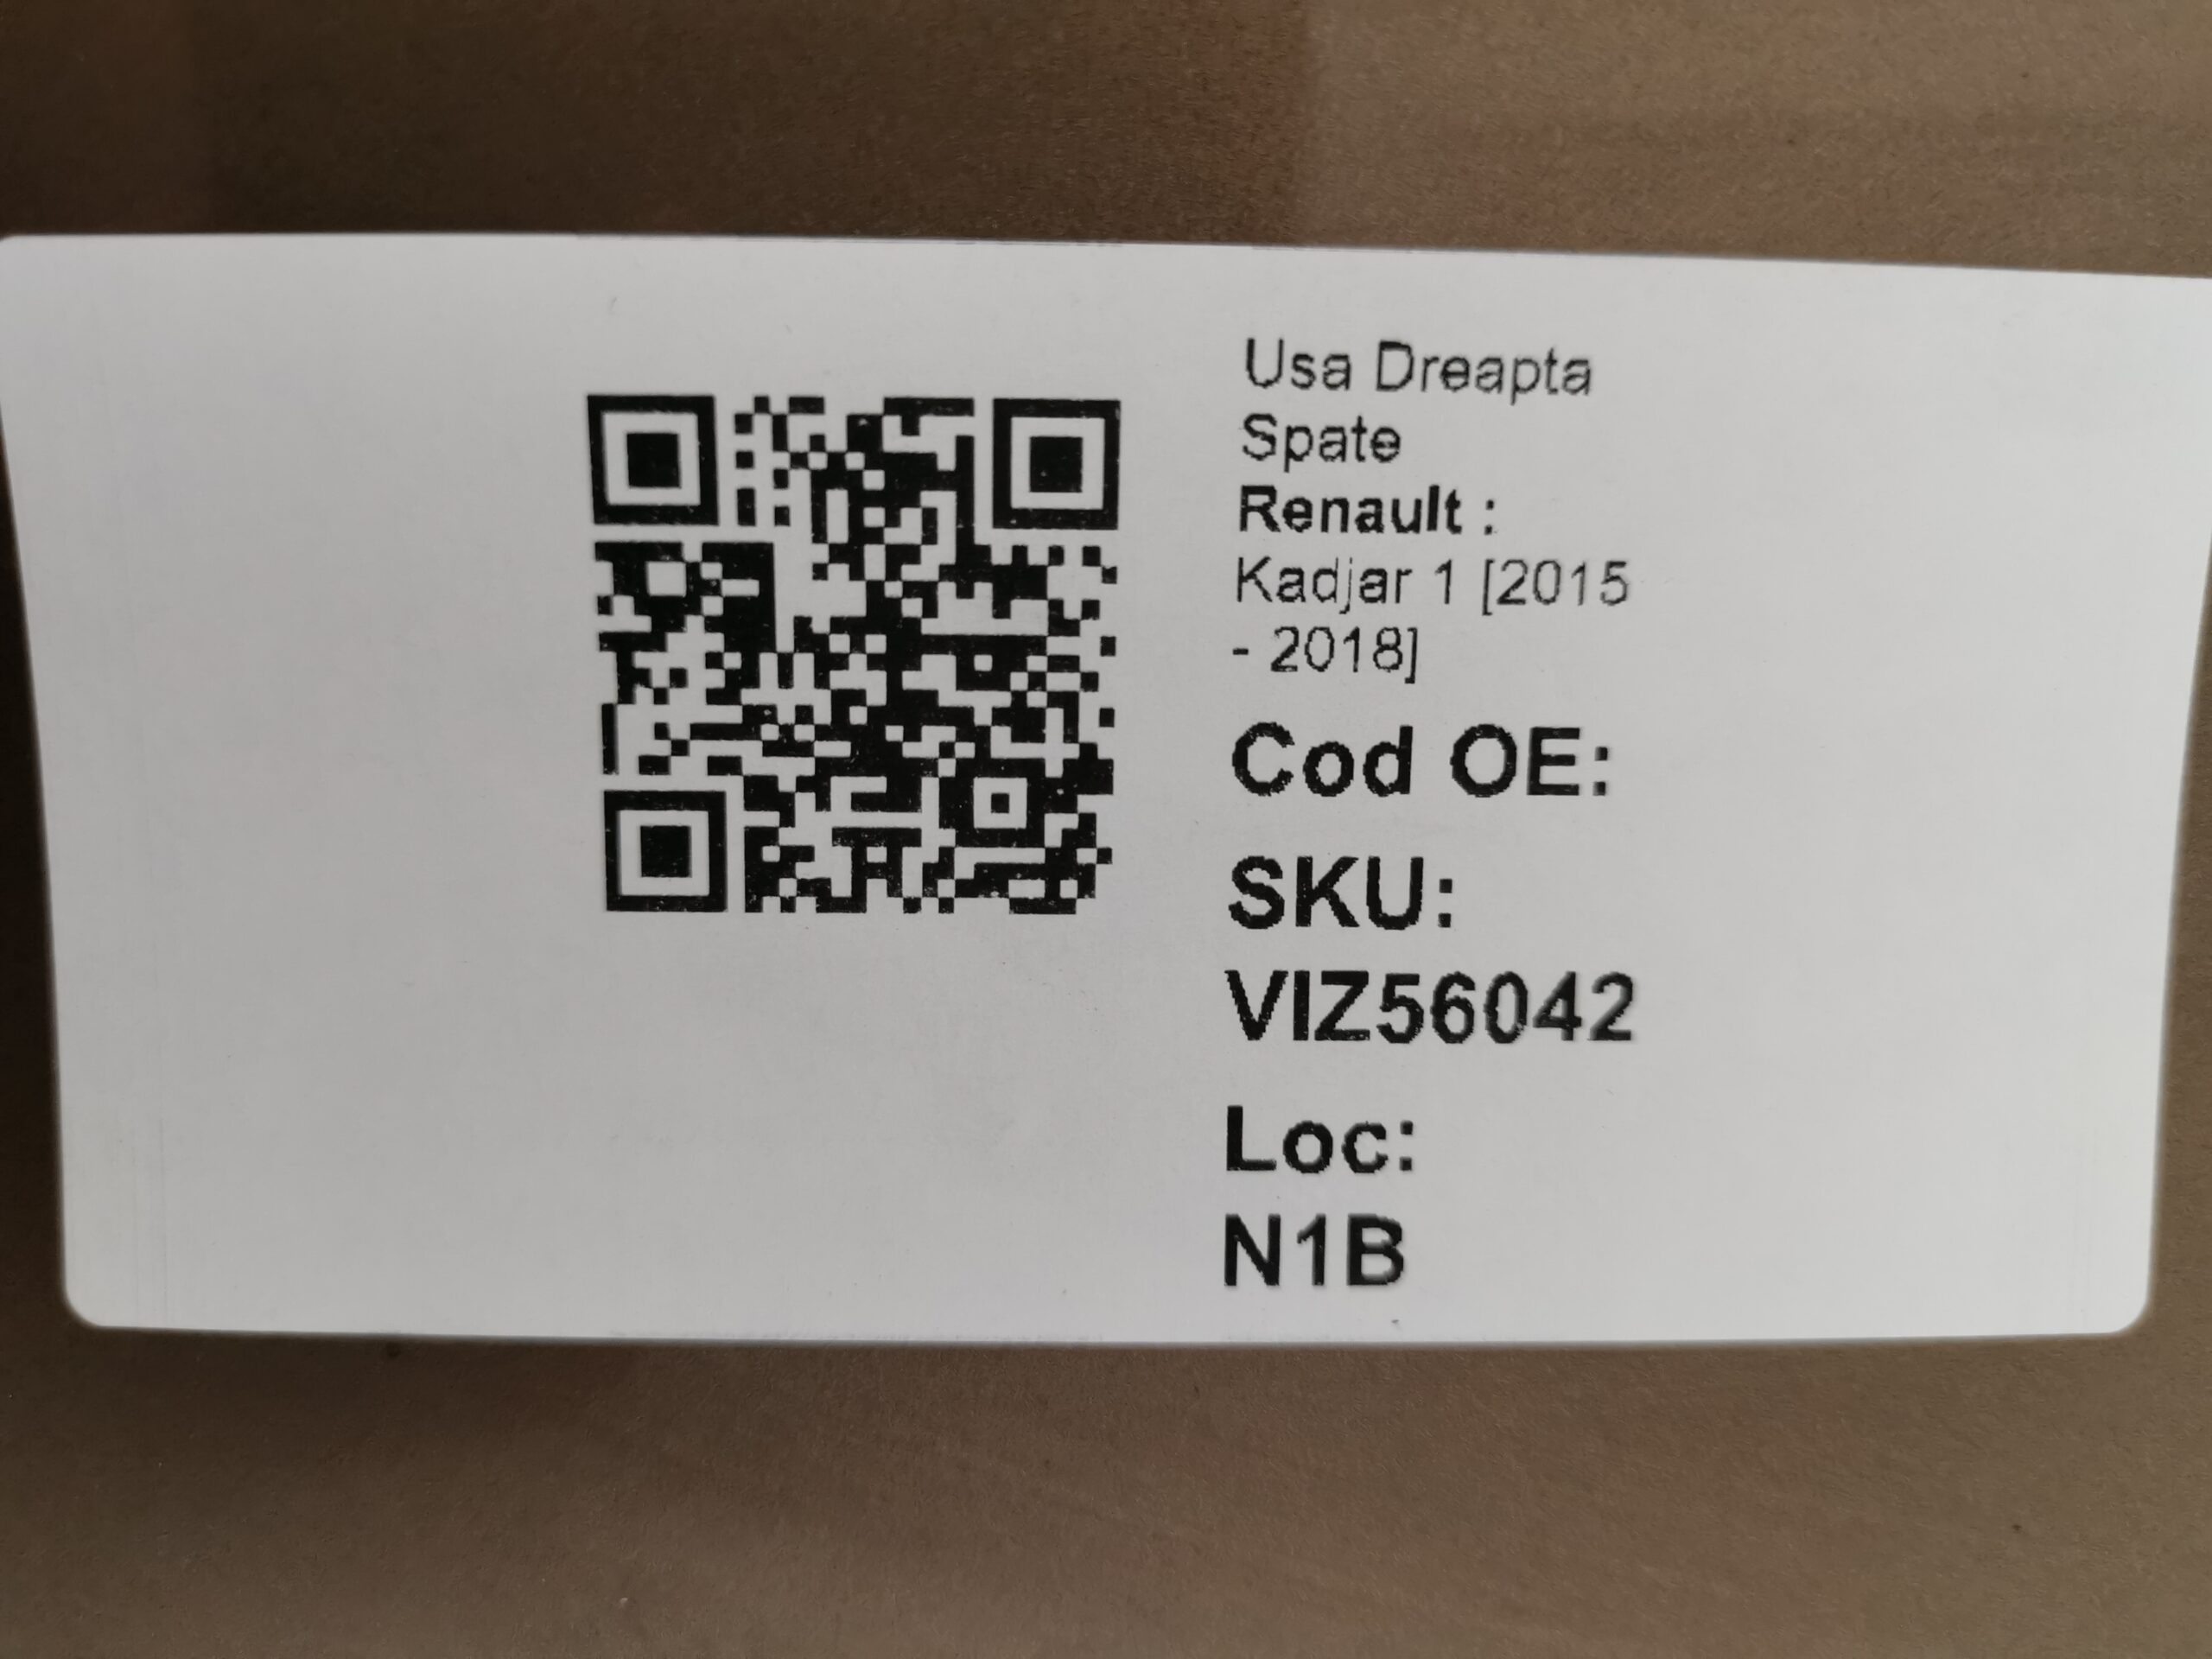 Usa Dreapta
Spate
Renault :
Kadjar 1 [2015
- 2018]
Cod OE:
SKU:
VIZ56042
Loc:
N1B